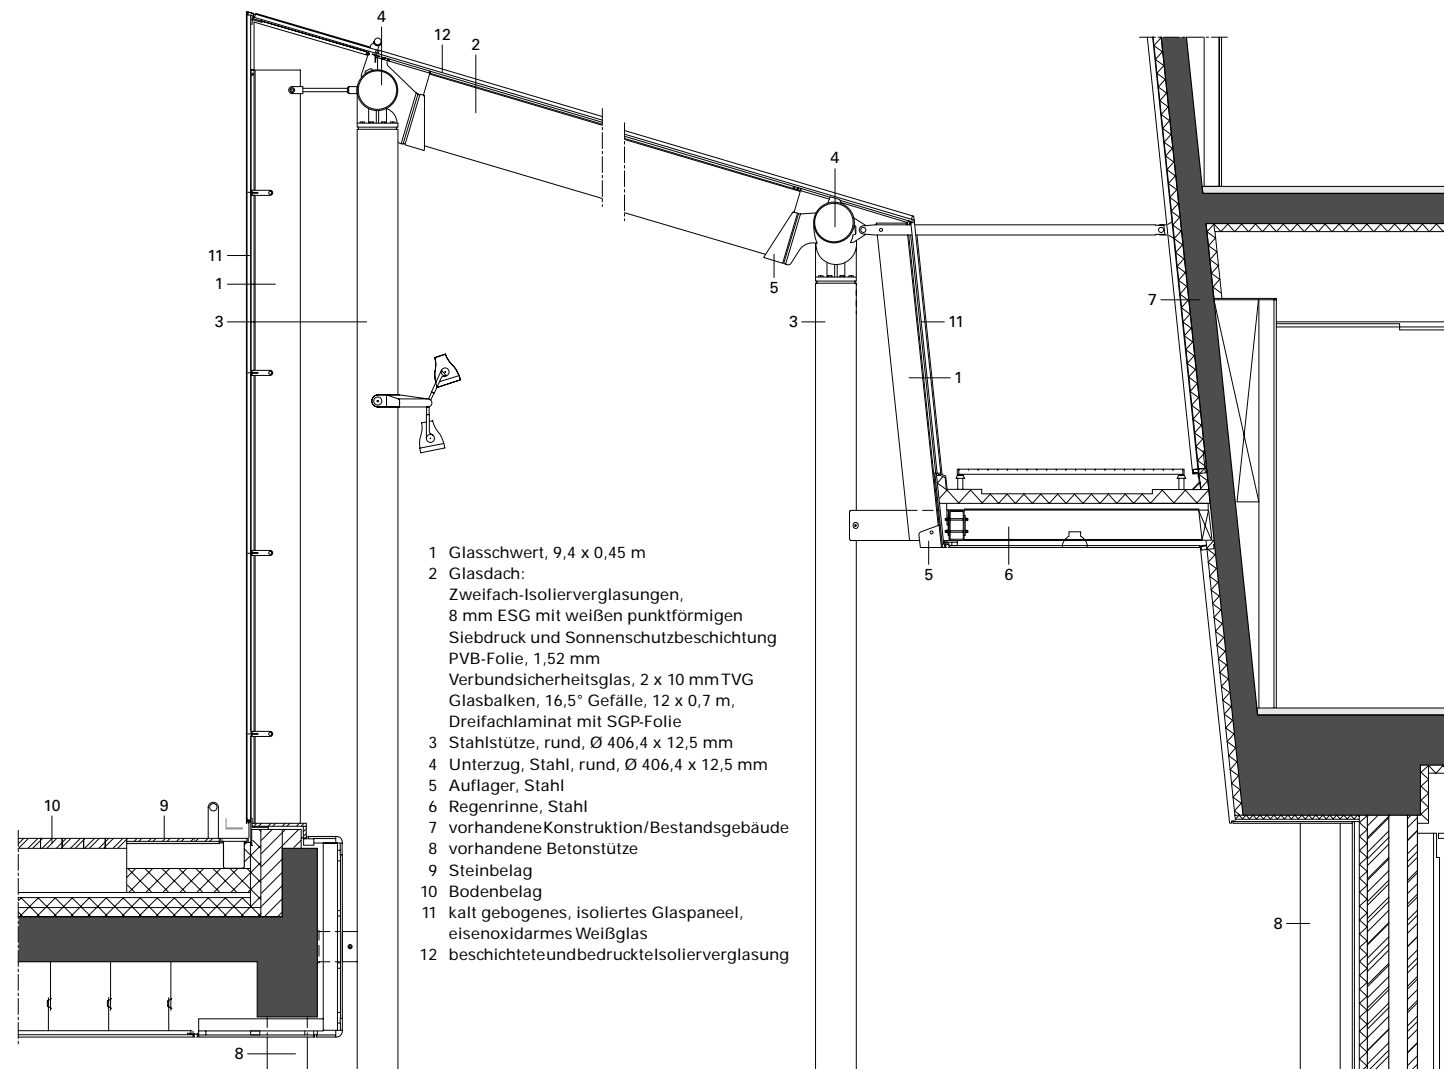 4
12
2
4
11
1
3
5
3
7
11
1
5
6
10
9
8
8
1 Glasschwert, 9,4 x 0,45 m
2 Glasdach:
Zweifach-Isolierverglasungen,
8 mm ESG mit weißen punktförmigen
Siebdruck und Sonnenschutzbeschichtung
PVB-Folie, 1,52 mm
Verbundsicherheitsglas, 2 x 10 mm TVG
Glasbalken, 16,5° Gefälle, 12 x 0,7 m,
Dreifachlaminat mit SGP-Folie
3 Stahlstütze, rund, Ø 406,4 x 12,5 mm
4 Unterzug, Stahl, rund, Ø 406,4 x 12,5 mm
5 Auflager, Stahl
6 Regenrinne, Stahl
7 vorhandeneKonstruktion/Bestandsgebäude
8 vorhandene Betonstütze
9 Steinbelag
10 Bodenbelag
11 kalt gebogenes, isoliertes Glaspaneel,
eisenoxidarmes Weißglas
12 beschichteteundbedruckteIsolierverglasung